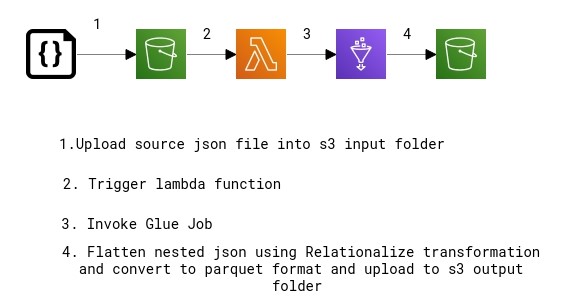 1
2
3
4
{}
1.Upload source json file into s3 input folder
2. Trigger lambda function
3. Invoke Glue Job
4. Flatten nested json using Relationalize transformation
and convert to parquet format and upload to s3 output
folder